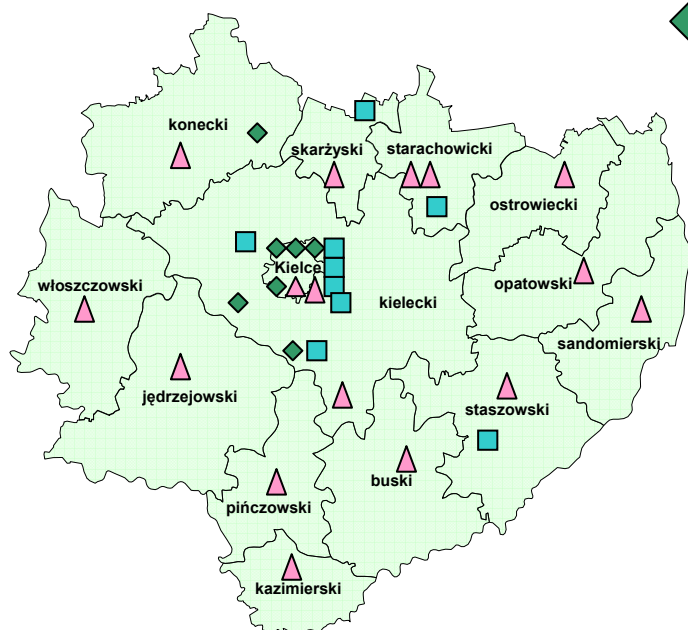 konecki
skarżyski
starachowicki
ostrowiecki
Kielce
opatowski
włoszczowski
kielecki
sandomierski
jędrzejowski
staszowski
buski
pińczowski
kazimierski